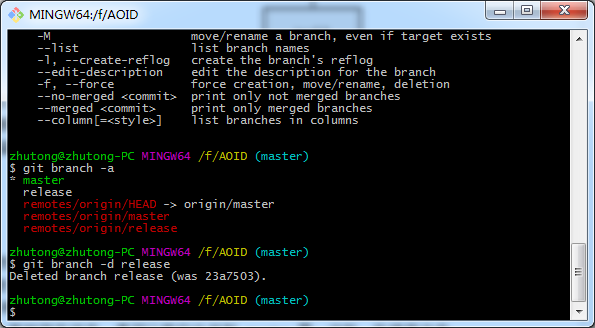 MINGW64:/f/AOID
-M move/rename a branch, even if target exists
--list list branch names
-l, --create-reflog create the branch's reflog
--edit-description edit the description for the branch
-f, --force force creation, move/rename, deletion
--no-merged <commit> print only not merged branches
--merged <commit> print only merged branches
--column[=<style>] list branches in columns
zhutong@zhutong-PC MINGW64 /f/AOID (master)
$ git branch -a
* master
release
remotes/origin/HEAD -> origin/master
remotes/origin/master
remotes/origin/release
zhutong@zhutong-PC MINGW64 /f/AOID (master)
$ git branch -d release
Deleted branch release (was 23a7503).
zhutong@zhutong-PC MINGW64 /f/AOID (master)
$